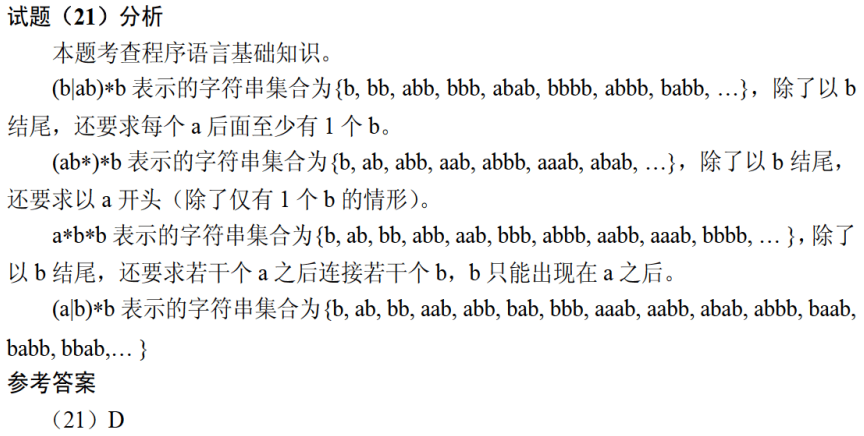 试题（21）分析
本题考查程序语言基础知识。
(b|ab)*b 表示的字符串集合为{b, bb, abb, bbb, abab, bbbb, abbb, babb, …}，除了以 b
结尾，还要求每个 a 后面至少有 1 个 b。
(ab*)*b 表示的字符串集合为{b, ab, abb, aab, abbb, aaab, abab, …}，除了以 b 结尾，
还要求以 a 开头（除了仅有 1 个 b 的情形）。
a*b*b 表示的字符串集合为{b, ab, bb, abb, aab, bbb, abbb, aabb, aaab, bbbb, … }，除了
以 b 结尾，还要求若干个 a 之后连接若干个 b，b 只能出现在 a 之后。
(a|b)*b 表示的字符串集合为{b, ab, bb, aab, abb, bab, bbb, aaab, aabb, abab, abbb, baab,
babb, bbab,… }
参考答案
（21）D